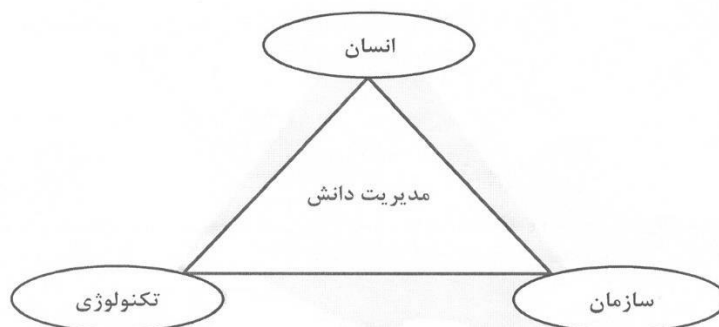 انسان
مدیریت دانش
سازمان
تکنولوژی